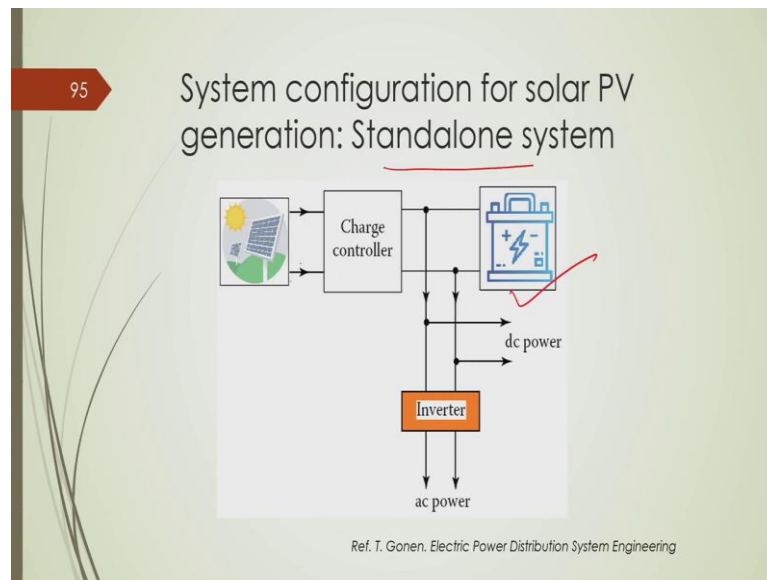 95
System configuration for solar PV
generation: Standalone system
Charge
controller
dc power
Inverter
ac power
Ref. T. Gonen. Electric Power Distribution System Engineering